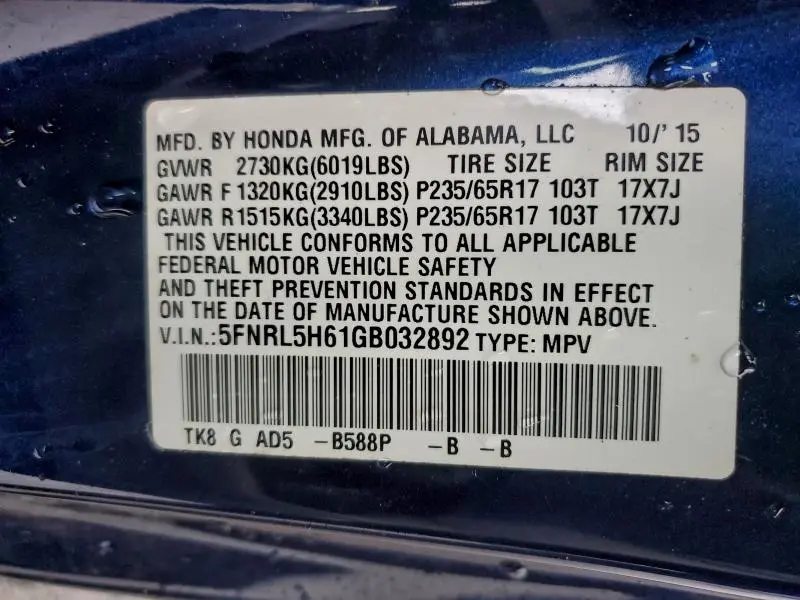 MFD. BY HONDA MFG. OF ALABAMA, LLC 10/'15
GVWR 2730KG(6019LBS) TIRE SIZE RIM SIZE
GAWR F 1320KG(2910LBS) P235/65R17 103T 17X7J
GAWR R 1515KG(3340LBS) P235/65R17 103T 17X7J
THIS VEHICLE CONFORMS TO ALL APPLICABLE
FEDERAL MOTOR VEHICLE SAFETY
AND THEFT PREVENTION STANDARDS IN EFFECT
ON THE DATE OF MANUFACTURE SHOWN ABOVE.
V.I.N.:5FNRL5H61GB032892 TYPE: MPV
TK8 G AD5 -B588P -B -B